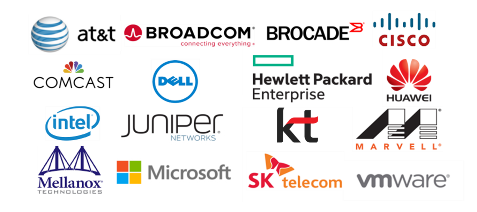 at&t
BROADCOM®
connecting everything®
BROCADE
CISCO
COMCAST
DELL
Hewlett Packard
Enterprise
HUAWEI
intel
JUNIPER
NETWORKS
kt
MARVELL®
Mellanox
TECHNOLOGIES
Microsoft
SK telecom
vmware®